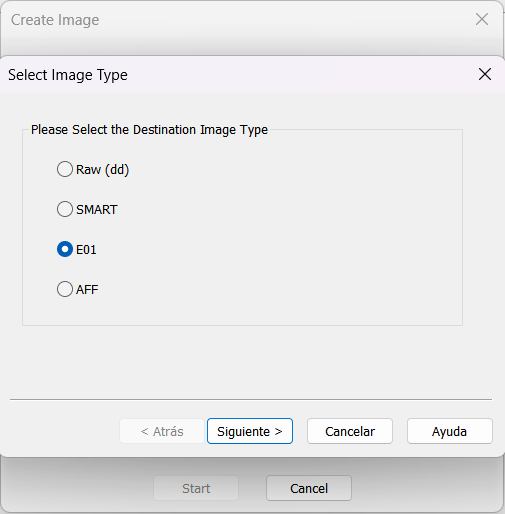 Create Image
Select Image Type
Please Select the Destination Image Type
Raw (dd)
SMART
E01
AFF
< Atrás Siguiente > Cancelar Ayuda
Start Cancel